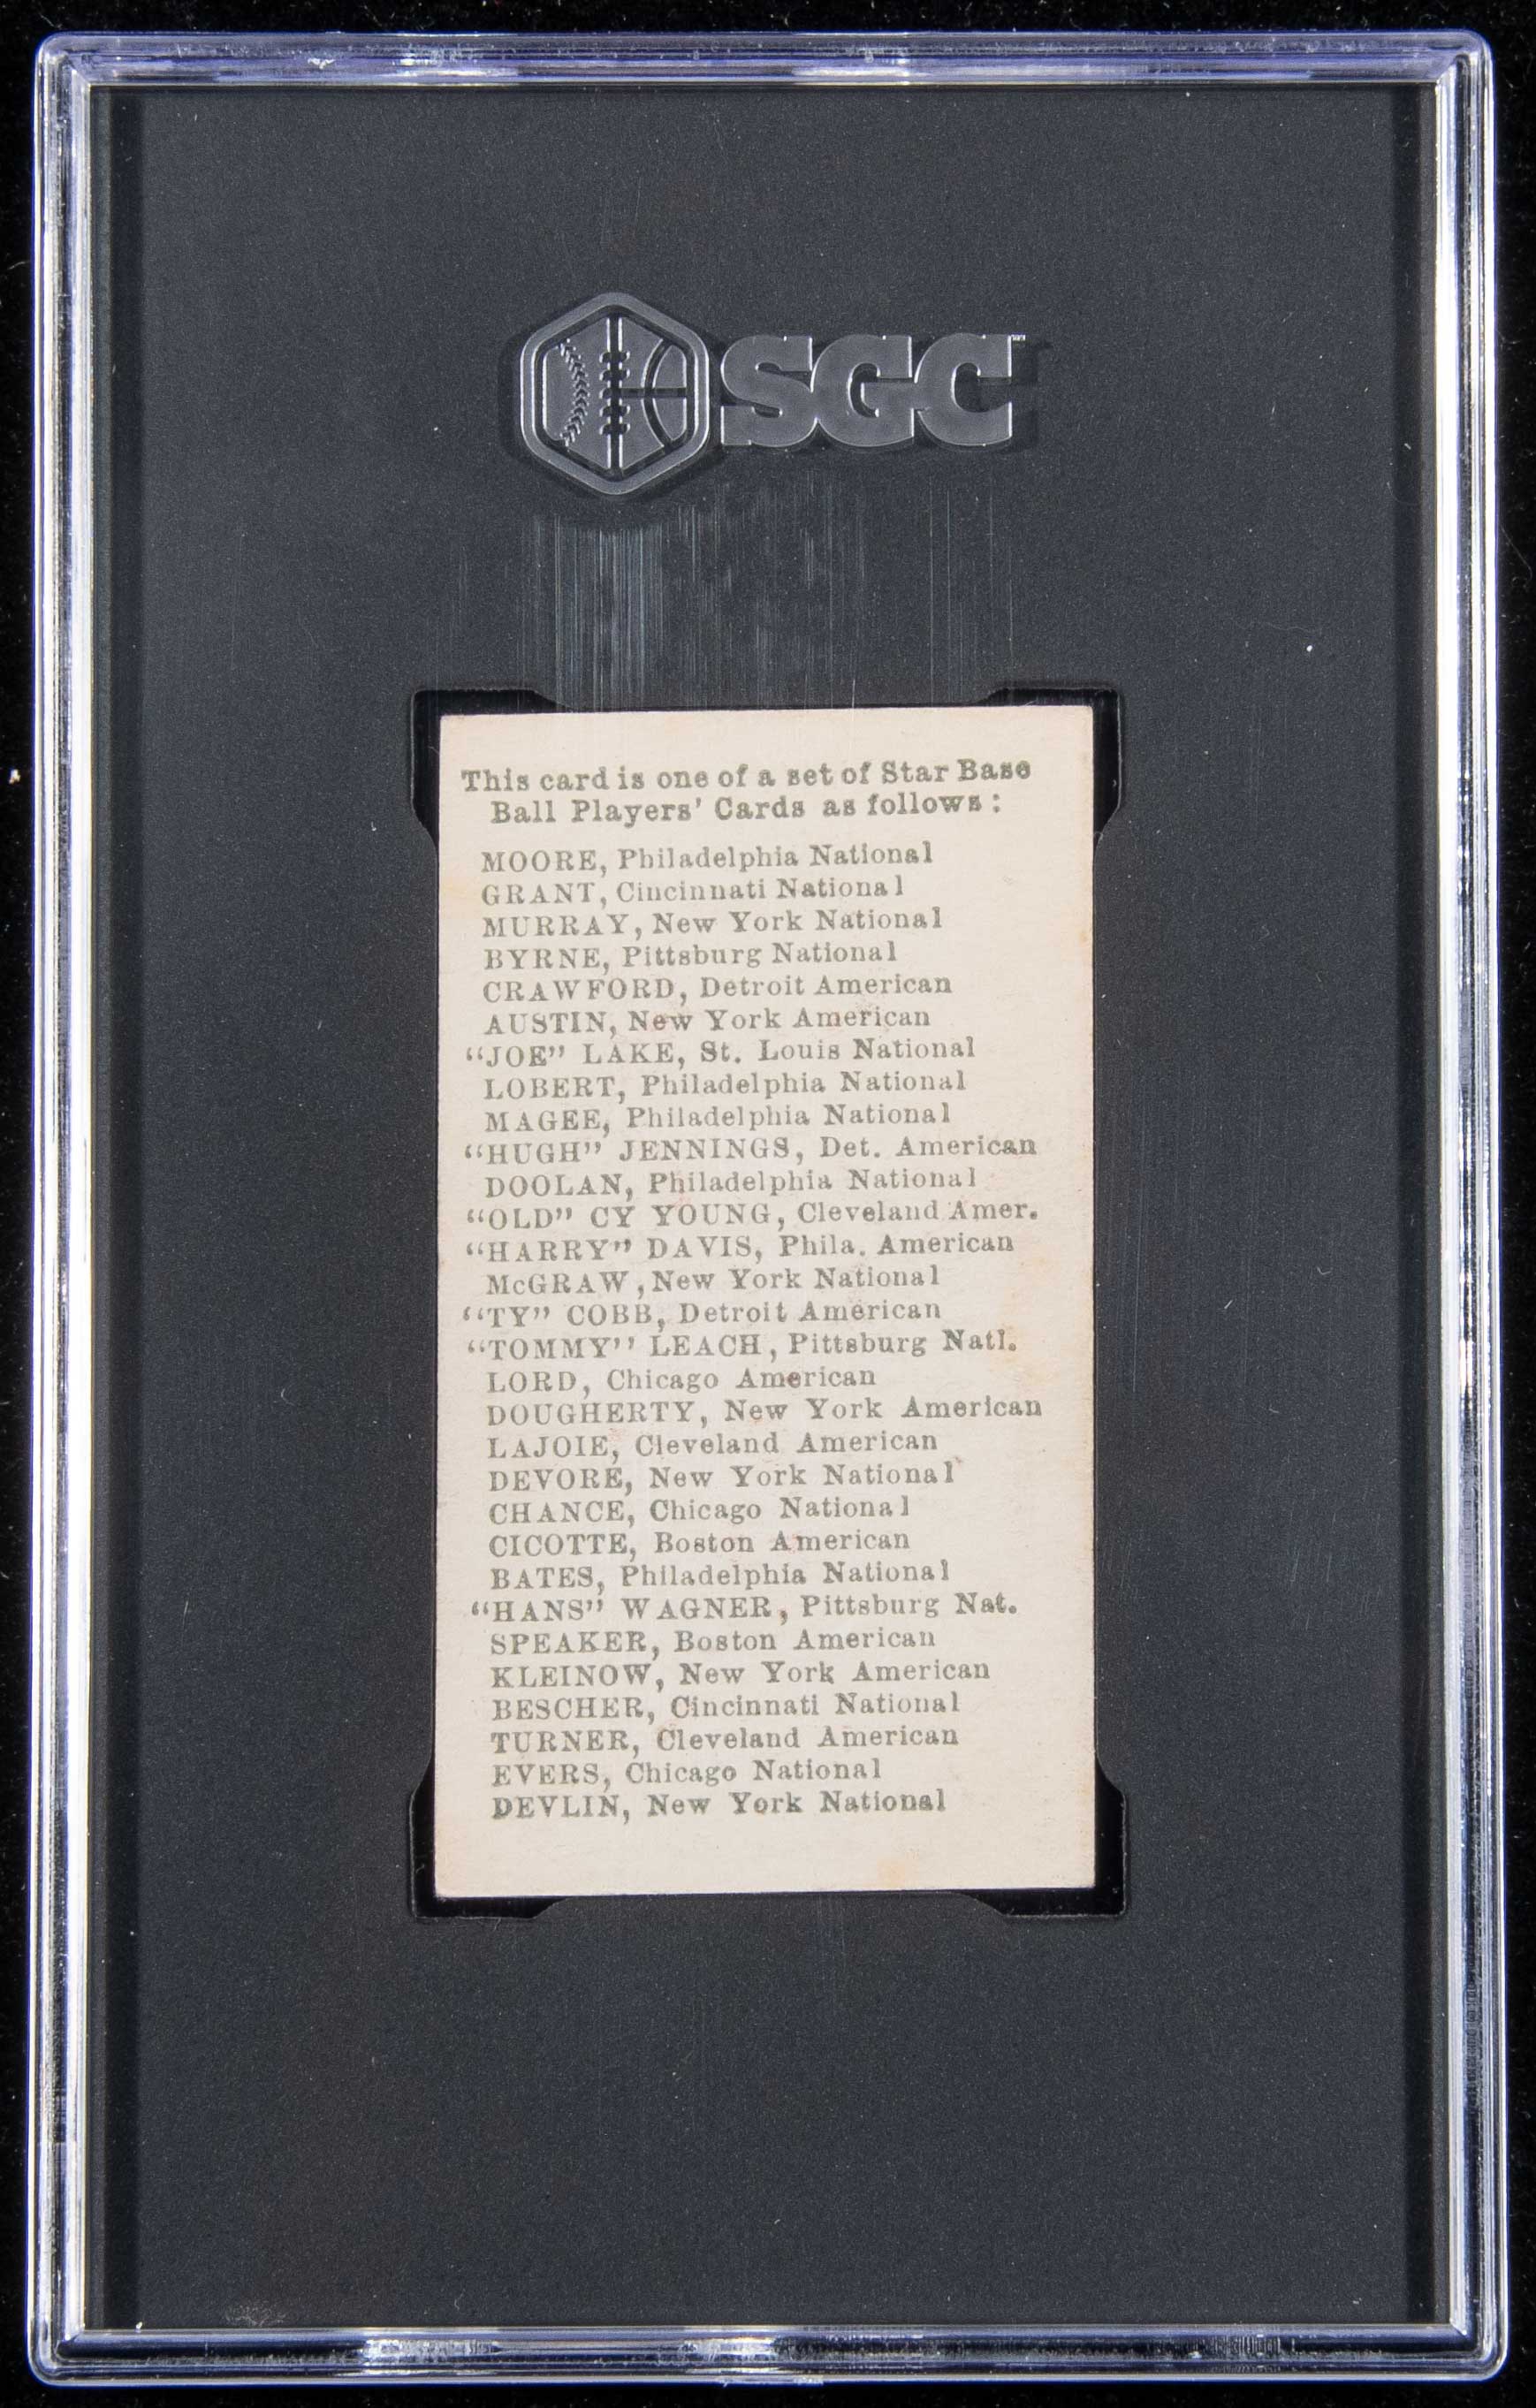 SGC
This card is one of a set of Star Base
Ball Players' Cards as follows:
MOORE, Philadelphia National
GRANT, Cincinnati National
MURRAY, New York National
BYRNE, Pittsburg National
CRAWFORD, Detroit American
AUSTIN, New York American
“JOE” LAKE, St. Louis National
LOBERT, Philadelphia National
MAGEE, Philadelphia National
“HUGH” JENNINGS, Det. American
DOOLAN, Philadelphia National
“OLD” CY YOUNG, Cleveland Amer.
“HARRY” DAVIS, Phila. American
McGRAW, New York National
“TY” COBB, Detroit American
“TOMMY” LEACH, Pittsburg Natl.
LORD, Chicago American
DOUGHERTY, New York American
LAJOIE, Cleveland American
DEVORE, New York National
CHANCE, Chicago National
CICOTTE, Boston American
BATES, Philadelphia National
“HANS” WAGNER, Pittsburg Nat.
SPEAKER, Boston American
KLEINOW, New York American
BESCHER, Cincinnati National
TURNER, Cleveland American
EVERS, Chicago National
DEVLIN, New York National